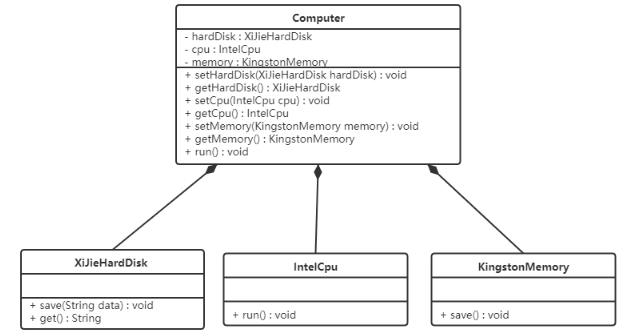 Computer
- hardDisk : XiJieHardDisk
- cpu : IntelCpu
- memory : KingstonMemory
+ setHardDisk(XiJieHardDisk hardDisk) : void
+ getHardDisk() : XiJieHardDisk
+ setCpu(IntelCpu cpu) : void
+ getCpu() : IntelCpu
+ setMemory(KingstonMemory memory) : void
+ getMemory() : KingstonMemory
+ run() : void
XiJieHardDisk
+ save(String data) : void
+ get() : String
IntelCpu
+ run() : void
KingstonMemory
+ save() : void